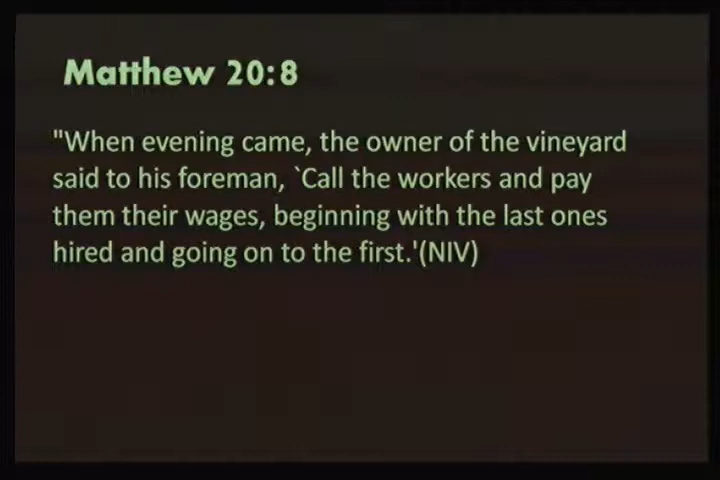 Matthew 20:8
"When evening came, the owner of the vineyard
said to his foreman, `Call the workers and pay
them their wages, beginning with the last ones
hired and going on to the first.'(NIV)